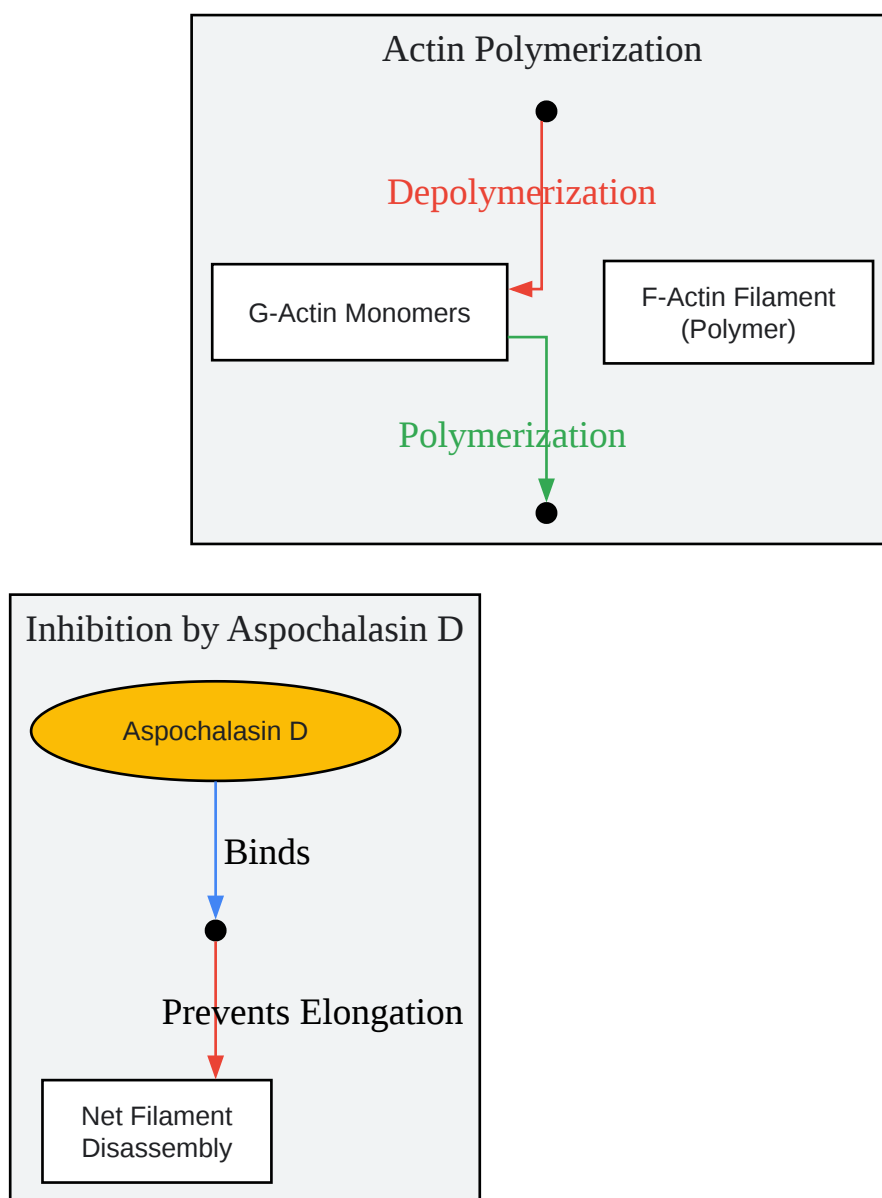 Actin Polymerization
Depolymerization
G-Actin Monomers
F-Actin Filament
(Polymer)
Polymerization
Inhibition by Aspochalasin D
Aspochalasin D
Binds
Prevents Elongation
Net Filament
Disassembly